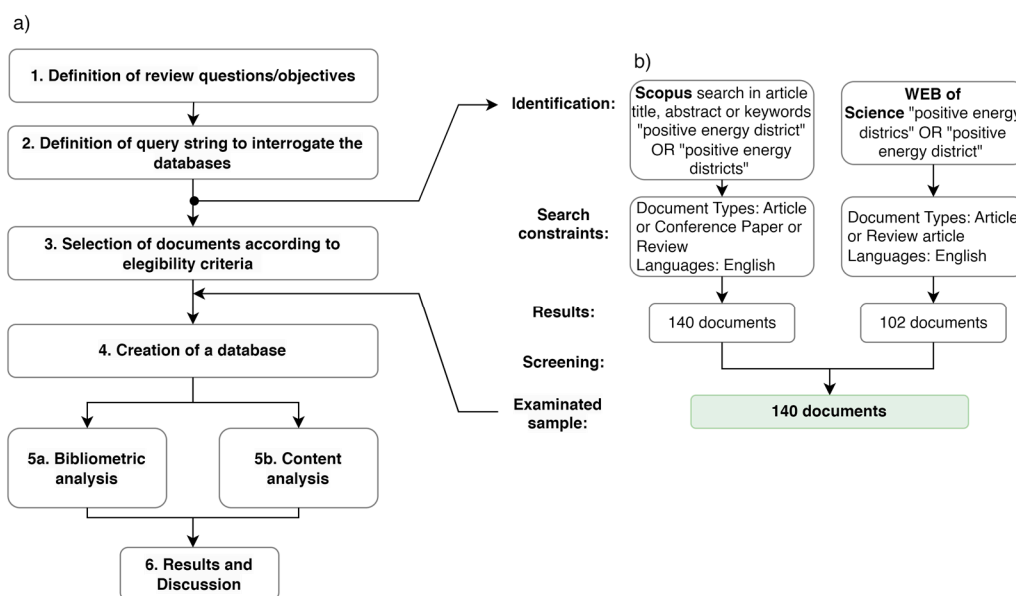 a)
1. Definition of review questions/objectives
2. Definition of query string to interrogate the
databases
3. Selection of documents according to
elegibility criteria
4. Creation of a database
5a. Bibliometric
analysis
5b. Content
analysis
6. Results and
Discussion
b)
Identification:
Scopus search in article
title, abstract or keywords
"positive energy district"
OR "positive energy
districts"
WEB of
Science "positive energy
districs" OR "positive
energy district"
Search
constraints:
Document Types: Article
or Conference Paper or
Review
Languages: English
Document Types: Article
or Review article
Languages: English
Results:
140 documents
102 documents
Screening:
Examinated
sample:
140 documents